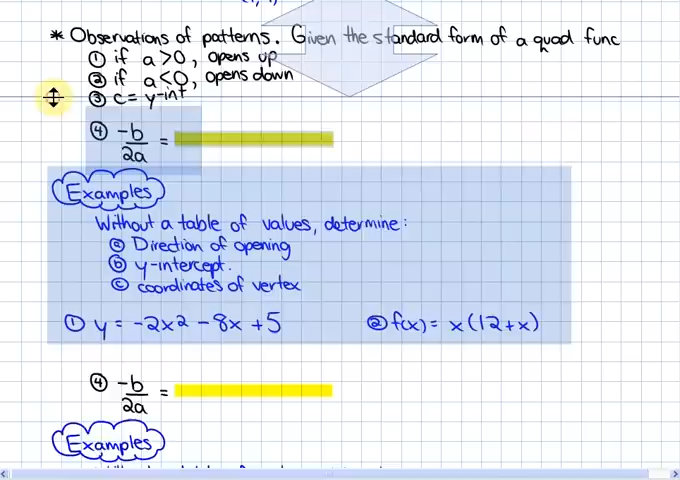 * Observations of patterns. Given the standard form of a quad func
① if a > 0, opens up
② if a < 0, opens down
③ c = y-int
④ -b/2a =
Examples
Without a table of values, determine:
ⓐ Direction of opening
ⓑ y-intercept.
ⓒ coordinates of vertex
① y = -2x² - 8x + 5 ② f(x) = x(12+x)
④ -b/2a =
Examples